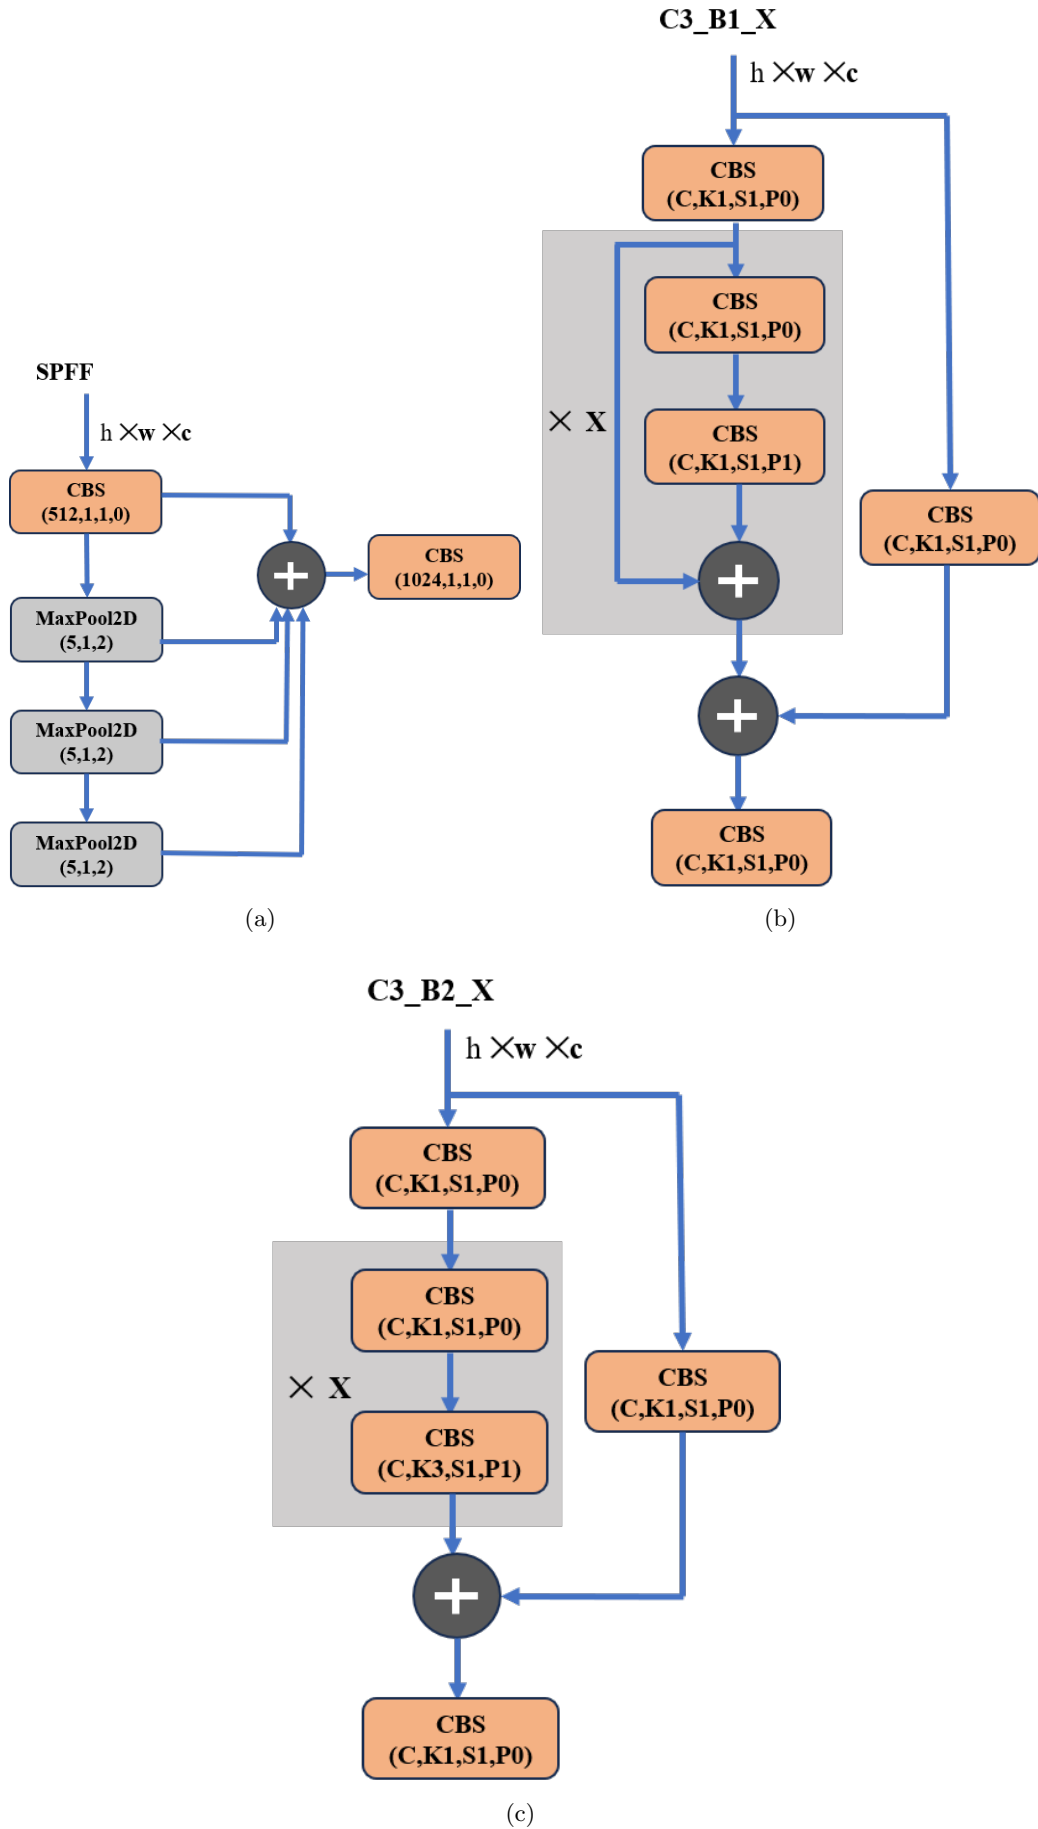 SPFF
h ×w ×c
CBS
(512,1,1,0)
CBS
(1024,1,1,0)
MaxPool2D
(5,1,2)
MaxPool2D
(5,1,2)
MaxPool2D
(5,1,2)
(a)
C3_B1_X
h ×w ×c
CBS
(C,K1,S1,P0)
CBS
(C,K1,S1,P0)
× X
CBS
(C,K1,S1,P1)
CBS
(C,K1,S1,P0)
CBS
(C,K1,S1,P0)
(b)
C3_B2_X
h ×w ×c
CBS
(C,K1,S1,P0)
CBS
(C,K1,S1,P0)
× X
CBS
(C,K3,S1,P1)
CBS
(C,K1,S1,P0)
CBS
(C,K1,S1,P0)
(c)